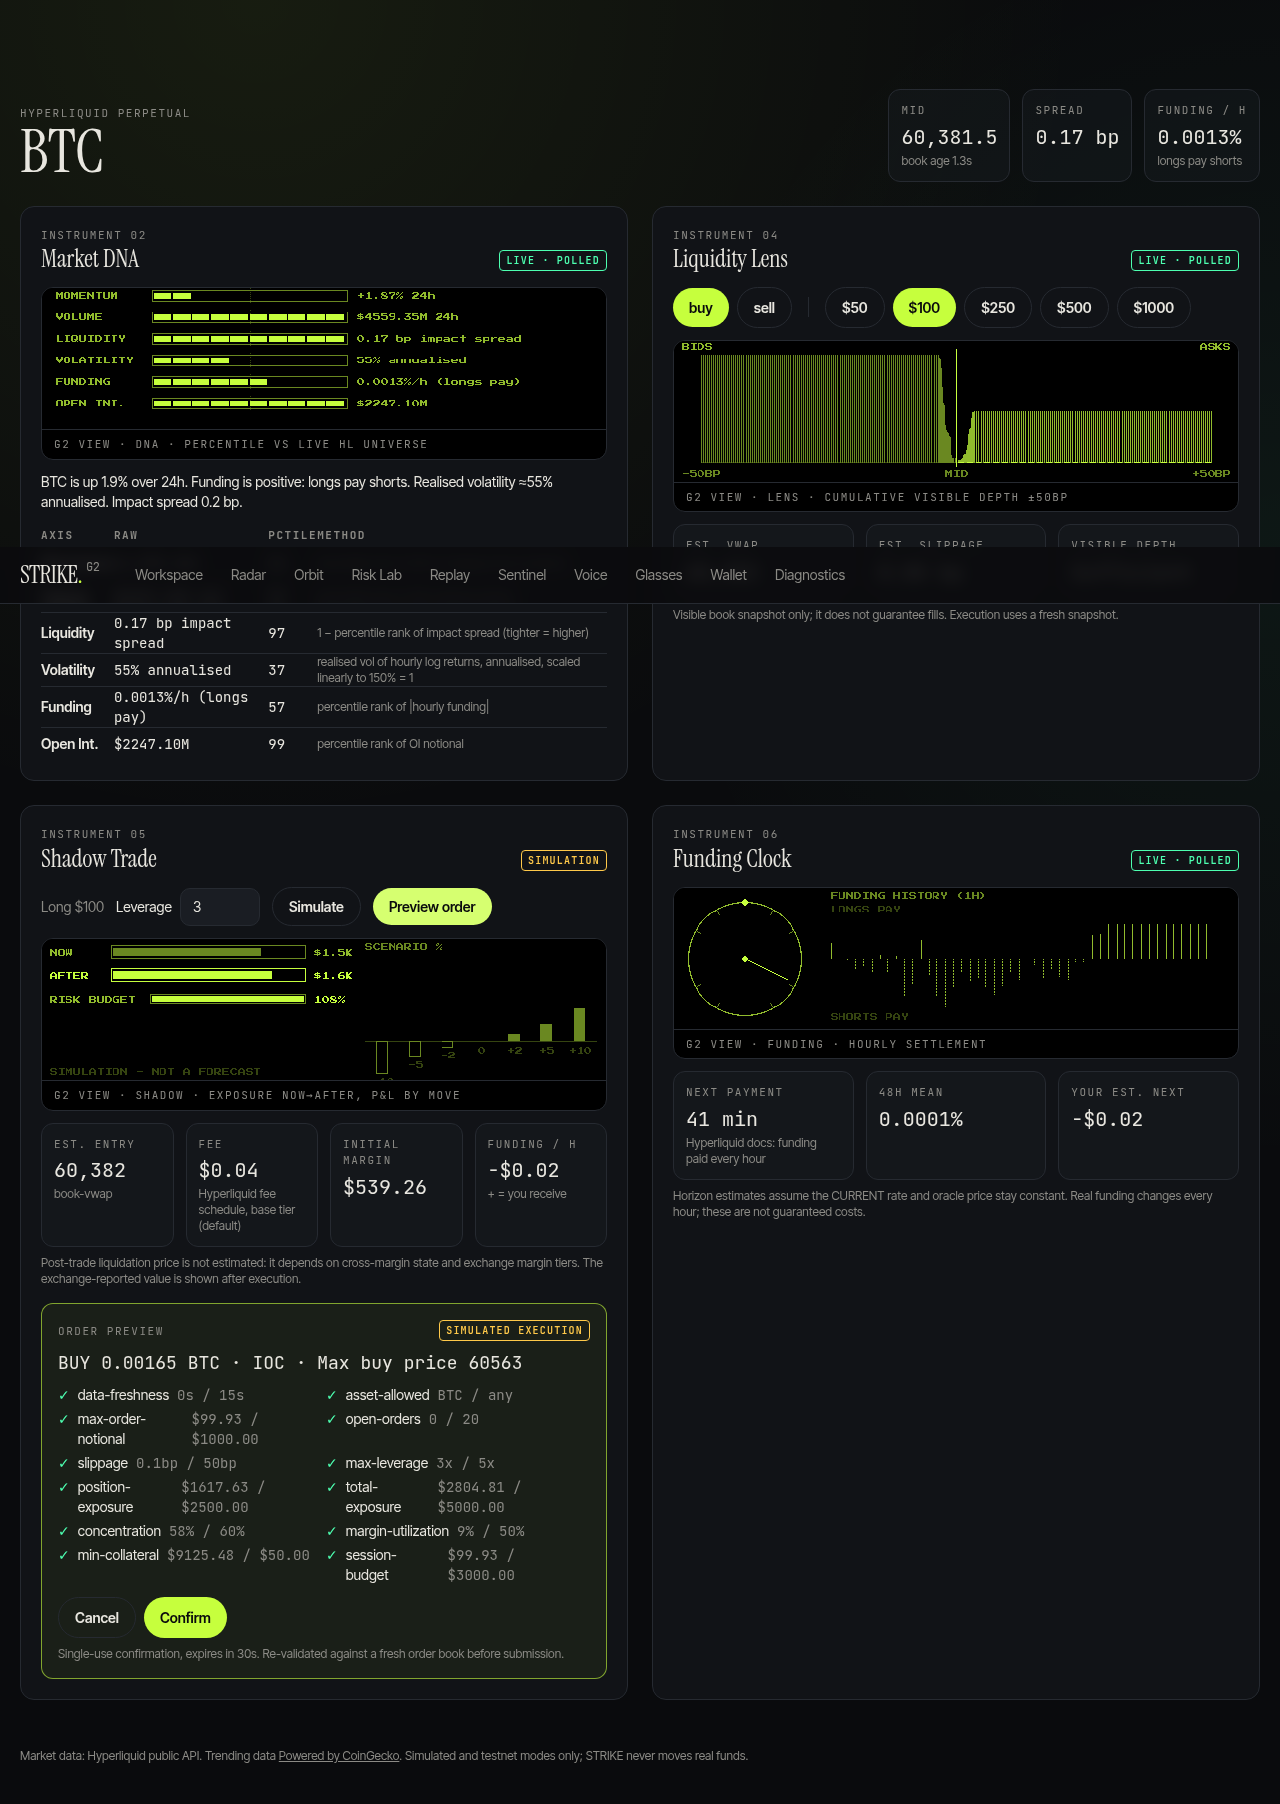 HYPERLIQUID PERPETUAL
BTC
MID
60,381.5
book age 1.3s
SPREAD
0.17 bp
FUNDING / H
0.0013%
longs pay shorts
INSTRUMENT 02
Market DNA
LIVE · POLLED
MOMENTUM +1.87% 24h
VOLUME $4559.35M 24h
LIQUIDITY 0.17 bp impact spread
VOLATILITY 55% annualised
FUNDING 0.0013%/h (longs pay)
OPEN INT. $2247.10M
G2 VIEW · DNA · PERCENTILE VS LIVE HL UNIVERSE
BTC is up 1.9% over 24h. Funding is positive: longs pay shorts. Realised volatility ≈55%
annualised. Impact spread 0.2 bp.
AXIS RAW PCTILE METHOD
INSTRUMENT 04
Liquidity Lens
LIVE · POLLED
buy sell $50 $100 $250 $500 $1000
BIDS ASKS
-50BP MID +50BP
G2 VIEW · LENS · CUMULATIVE VISIBLE DEPTH ±50BP
EST. VWAP EST. SLIPPAGE VISIBLE DEPTH
STRIKE. G2 Workspace Radar Orbit Risk Lab Replay Sentinel Voice Glasses Wallet Diagnostics
Liquidity 0.17 bp impact spread 97 1 − percentile rank of impact spread (tighter = higher)
Volatility 55% annualised 37 realised vol of hourly log returns, annualised, scaled linearly to 150% = 1
Funding 0.0013%/h (longs pay) 57 percentile rank of |hourly funding|
Open Int. $2247.10M 99 percentile rank of OI notional
Visible book snapshot only; it does not guarantee fills. Execution uses a fresh snapshot.
INSTRUMENT 05
Shadow Trade
SIMULATION
Long $100 Leverage 3 Simulate Preview order
NOW $1.5K
AFTER $1.6K
RISK BUDGET 108%
SCENARIO %
-5 -2 0 +2 +5 +10
SIMULATION - NOT A FORECAST
G2 VIEW · SHADOW · EXPOSURE NOW→AFTER, P&L BY MOVE
EST. ENTRY
60,382
book-vwap
FEE
$0.04
Hyperliquid fee
schedule, base tier
(default)
INITIAL
MARGIN
$539.26
FUNDING / H
-$0.02
+ = you receive
Post-trade liquidation price is not estimated: it depends on cross-margin state and exchange margin tiers. The
exchange-reported value is shown after execution.
ORDER PREVIEW
SIMULATED EXECUTION
BUY 0.00165 BTC · IOC · Max buy price 60563
✓ data-freshness 0s / 15s
✓ asset-allowed BTC / any
✓ max-order-notional $99.93 / $1000.00
✓ open-orders 0 / 20
✓ slippage 0.1bp / 50bp
✓ max-leverage 3x / 5x
✓ position-exposure $1617.63 / $2500.00
✓ total-exposure $2804.81 / $5000.00
✓ concentration 58% / 60%
✓ margin-utilization 9% / 50%
✓ min-collateral $9125.48 / $50.00
✓ session-budget $99.93 / $3000.00
Cancel Confirm
Single-use confirmation, expires in 30s. Re-validated against a fresh order book before submission.
INSTRUMENT 06
Funding Clock
LIVE · POLLED
FUNDING HISTORY (1H)
LONGS PAY
SHORTS PAY
G2 VIEW · FUNDING · HOURLY SETTLEMENT
NEXT PAYMENT
41 min
Hyperliquid docs: funding
paid every hour
48H MEAN
0.0001%
YOUR EST. NEXT
-$0.02
Horizon estimates assume the CURRENT rate and oracle price stay constant. Real funding changes every
hour; these are not guaranteed costs.
Market data: Hyperliquid public API. Trending data Powered by CoinGecko. Simulated and testnet modes only; STRIKE never moves real funds.